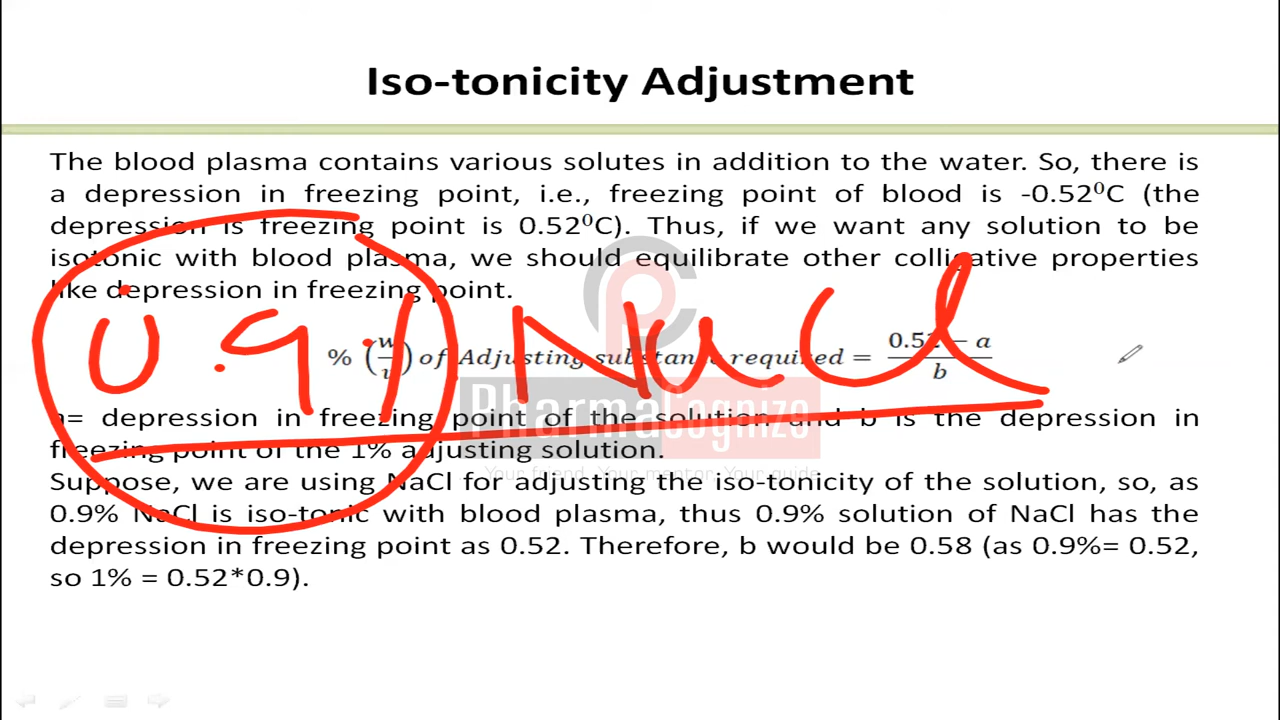 Iso-tonicity Adjustment
The blood plasma contains various solutes in addition to the water. So, there is
a depression in freezing point, i.e., freezing point of blood is -0.52⁰C (the
depression is freezing point is 0.52⁰C). Thus, if we want any solution to be
isotonic with blood plasma, we should equilibrate other colligative properties
like depression in freezing point.
0.9% NaCl
% (w/v) of Adjusting substance required = (0.52 − a)/b
a= depression in freezing point of the solution and b is the depression in
freezing point of the 1% adjusting solution.
PharmaCognize
Your friend, Your mentor, Your guide
Suppose, we are using NaCl for adjusting the iso-tonicity of the solution, so, as
0.9% NaCl is iso-tonic with blood plasma, thus 0.9% solution of NaCl has the
depression in freezing point as 0.52. Therefore, b would be 0.58 (as 0.9%= 0.52,
so 1% = 0.52*0.9).